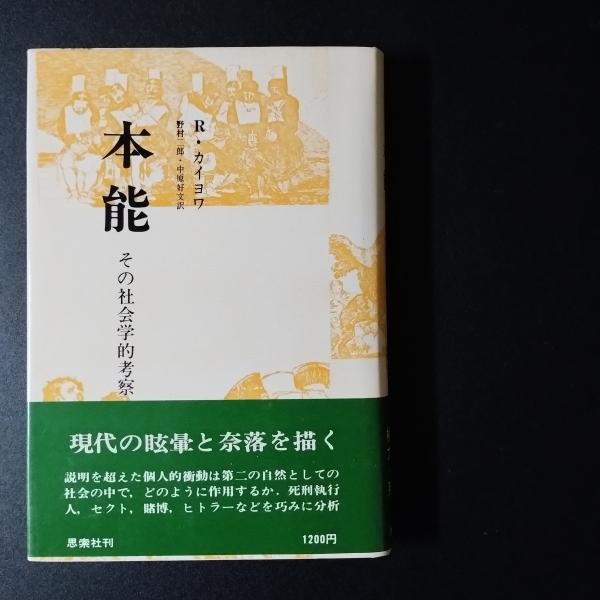 R・カイヨワ
野村二郎・中原好文訳
本能
その社会学的考察
現代の眩暈と奈落を描く
説明を超えた個人的衝動は第二の自然としての
社会の中で，どのように作用するか．死刑執行
人，セクト，賭博，ヒトラーなどを巧みに分析
思索社刊
1200円